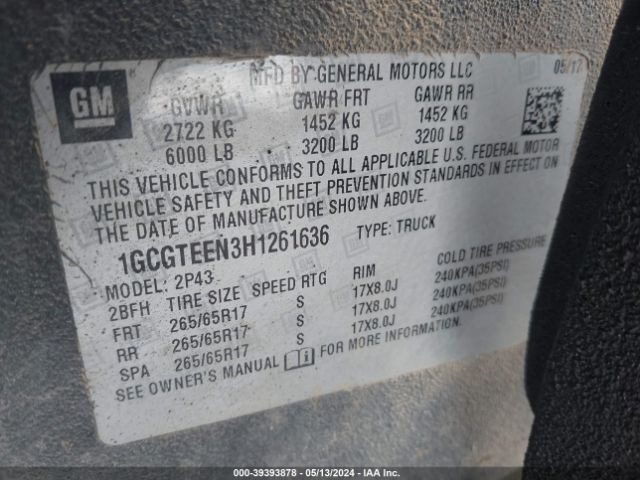 GM
MFD BY GENERAL MOTORS LLC 05/17
GVWR GAWR FRT GAWR RR
2722 KG 1452 KG 1452 KG
6000 LB 3200 LB 3200 LB
THIS VEHICLE CONFORMS TO ALL APPLICABLE U.S. FEDERAL MOTOR
VEHICLE SAFETY AND THEFT PREVENTION STANDARDS IN EFFECT ON
THE DATE OF MANUFACTURE SHOWN ABOVE.
1GCGTEEN3H1261636 TYPE: TRUCK
MODEL: 2P43
2BFH TIRE SIZE SPEED RTG RIM COLD TIRE PRESSURE
FRT 265/65R17 S 17X8.0J 240KPA(35PSI)
RR 265/65R17 S 17X8.0J 240KPA(35PSI)
SPA 265/65R17 S 17X8.0J 240KPA(35PSI)
SEE OWNER'S MANUAL FOR MORE INFORMATION.
000-39393878 - 05/13/2024 - IAA Inc.